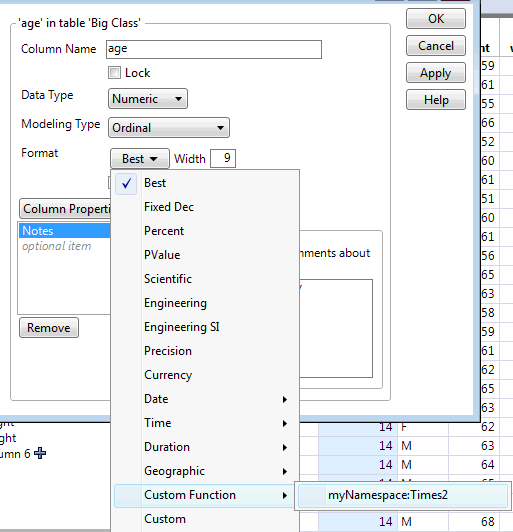 'age' in table 'Big Class'
OK
Column Name age
Cancel
Lock
Apply
Data Type Numeric
Help
Modeling Type Ordinal
Format Best Width 9
Best
Fixed Dec
Column Properti
Percent
Notes
optional item
PValue
nments about
Scientific
Engineering
Engineering SI
Remove
Precision
Currency
Date
Time
Duration
Geographic
Custom Function
myNamespace:Times2
Custom
nt
59
61
55
66
52
60
61
51
60
61
56
65
63
58
59
61
62
65
63
14 F 62
14 M 63
14 M 64
14 M 65
14 M 68
ght
umn 6